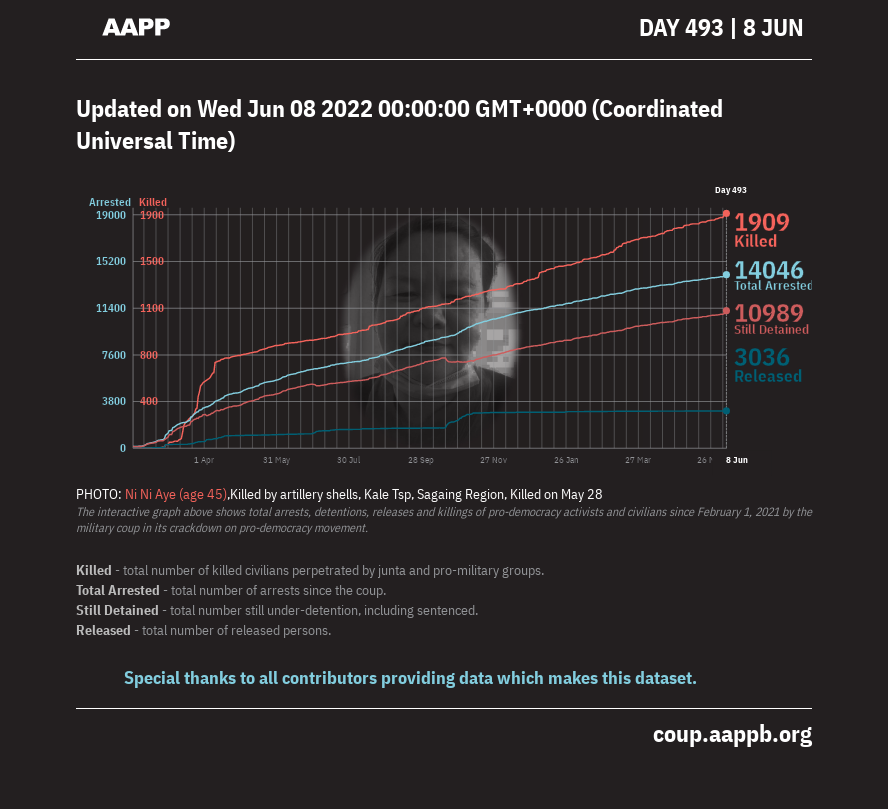 AAPP
DAY 493 | 8 JUN
Updated on Wed Jun 08 2022 00:00:00 GMT+0000 (Coordinated
Universal Time)
Day 493
Arrested Killed
19000 1900
15200 1500
11400 1100
7600 800
3800 400
0
1909
Killed
14046
Total Arrested
10989
Still Detained
3036
Released
1 Apr 31 May 30 Jul 28 Sep 27 Nov 26 Jan 27 Mar 26 8 Jun
PHOTO: Ni Ni Aye (age 45),Killed by artillery shells, Kale Tsp, Sagaing Region, Killed on May 28
The interactive graph above shows total arrests, detentions, releases and killings of pro-democracy activists and civilians since February 1, 2021 by the
military coup in its crackdown on pro-democracy movement.
Killed - total number of killed civilians perpetrated by junta and pro-military groups.
Total Arrested - total number of arrests since the coup.
Still Detained - total number still under-detention, including sentenced.
Released - total number of released persons.
Special thanks to all contributors providing data which makes this dataset.
coup.aappb.org